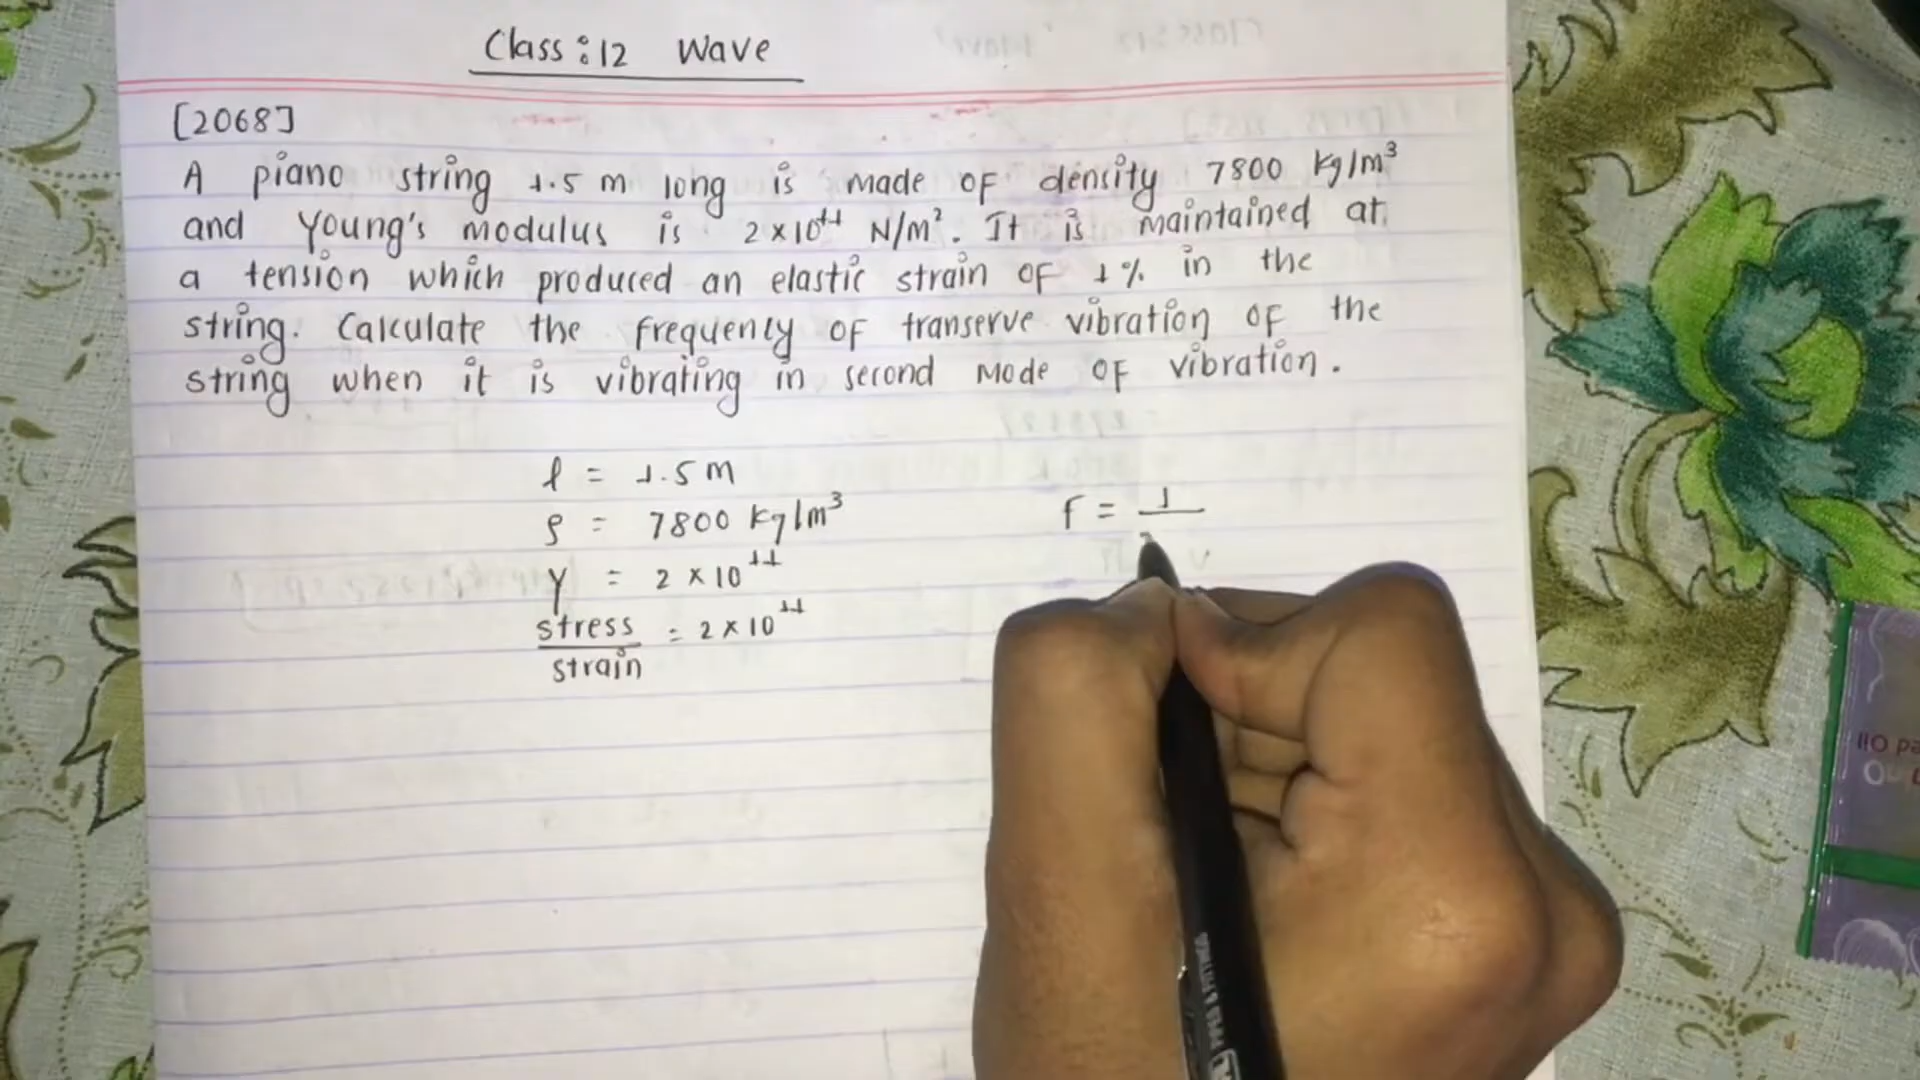 Class : 12 Wave
[2068]
A piano string 1.5 m long is made of density 7800 kg/m³
and Young's modulus is 2 × 10¹¹ N/m². It is maintained at
a tension which produced an elastic strain of 1% in the
string. Calculate the frequency of transerve vibration of the
string when it is vibrating in second mode of vibration.
l = 1.5 m
ρ = 7800 kg/m³
Y = 2 × 10¹¹
stress/strain = 2 × 10¹¹
f = 1